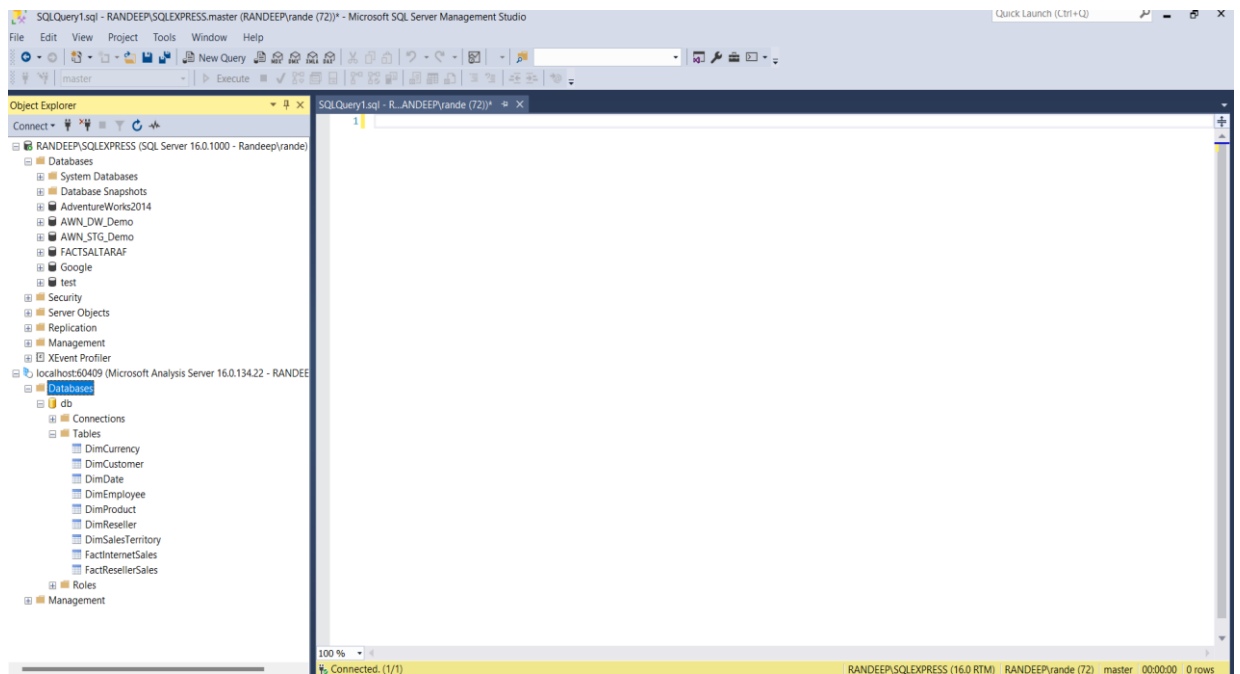 SQLQuery1.sql - RANDEEP\SQLEXPRESS.master (RANDEEP\rande (72))* - Microsoft SQL Server Management Studio
Quick Launch (Ctrl+Q)
File Edit View Project Tools Window Help
New Query
master
Execute
Object Explorer
SQLQuery1.sql - R...ANDEEP\rande (72))*
Connect
1
RANDEEP\SQLEXPRESS (SQL Server 16.0.1000 - Randeep\rande)
Databases
System Databases
Database Snapshots
AdventureWorks2014
AWN_DW_Demo
AWN_STG_Demo
FACTSALTARAF
Google
test
Security
Server Objects
Replication
Management
XEvent Profiler
localhost:60409 (Microsoft Analysis Server 16.0.134.22 - RANDEE
Databases
db
Connections
Tables
DimCurrency
DimCustomer
DimDate
DimEmployee
DimProduct
DimReseller
DimSalesTerritory
FactInternetSales
FactResellerSales
Roles
Management
100 %
Connected. (1/1)
RANDEEP\SQLEXPRESS (16.0 RTM) RANDEEP\rande (72) master 00:00:00 0 rows